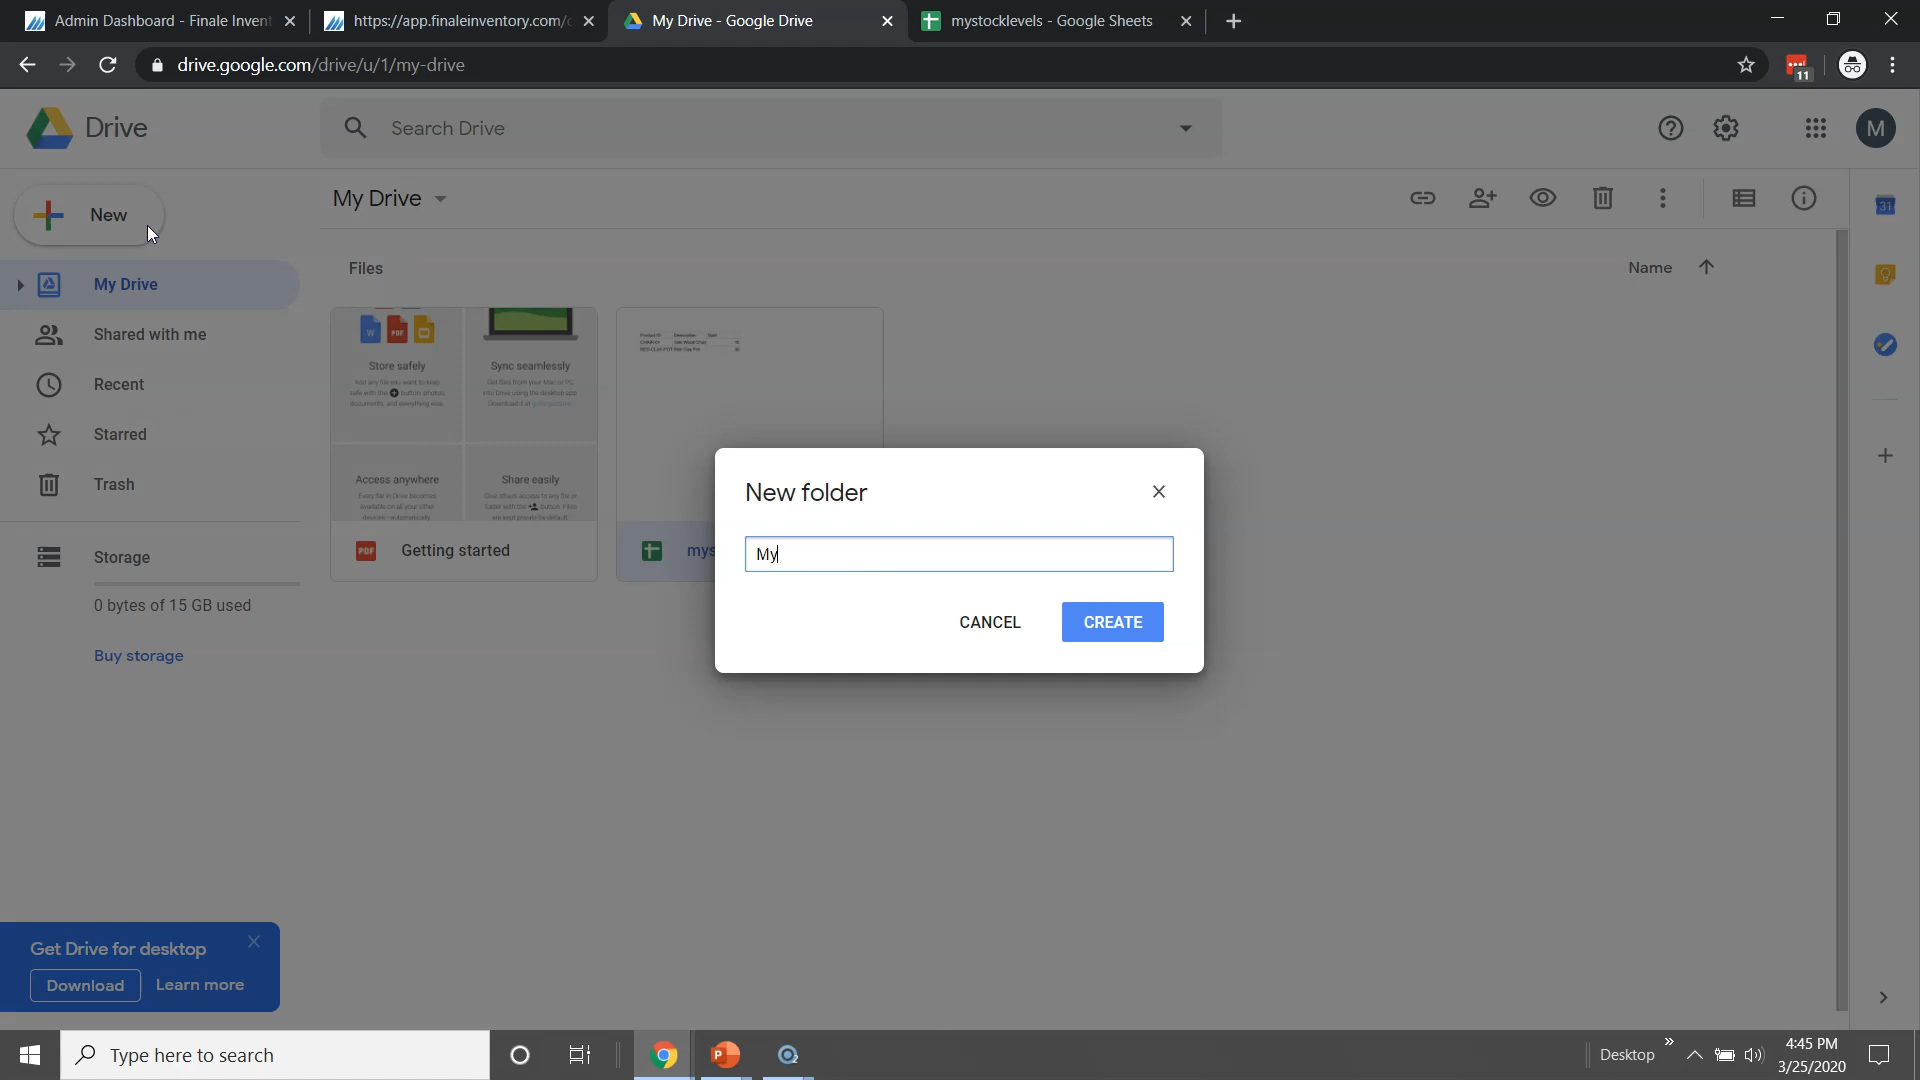 Admin Dashboard - Finale Invent
https://app.finaleinventory.com/c
My Drive - Google Drive
mystocklevels - Google Sheets
drive.google.com/drive/u/1/my-drive
11
Drive
Search Drive
M
New
My Drive
31
Files
Name
My Drive
Shared with me
Recent
Starred
Trash
Storage
0 bytes of 15 GB used
Buy storage
W
PDF
Store safely
Sync seamlessly
Access anywhere
Share easily
PDF
Getting started
mys
New folder
My
CANCEL
CREATE
Get Drive for desktop
Download
Learn more
Type here to search
P
Desktop
4:45 PM
3/25/2020